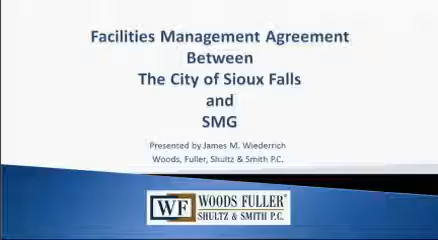 Facilities Management Agreement
Between
The City of Sioux Falls
and
SMG
Presented by James M. Wiederrich
Woods, Fuller, Shultz & Smith P.C.
WF WOODS FULLER®
SHULTZ & SMITH P.C.